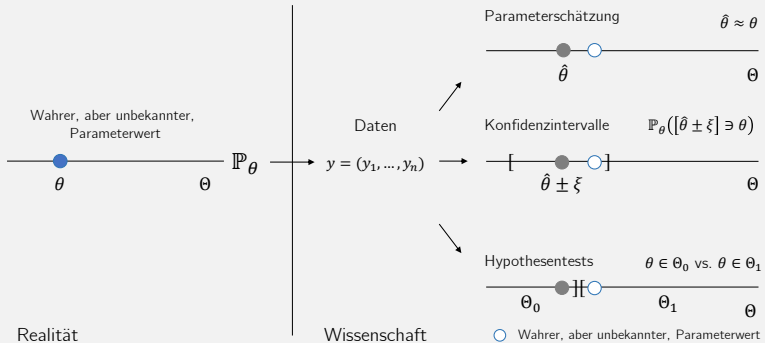 Parameterschätzung
θ̂ ≈ θ
θ̂
Θ
Wahrer, aber unbekannter,
Parameterwert
θ
Θ
ℙ_θ
Daten
y = (y₁, ..., yₙ)
Konfidenzintervalle
ℙ_θ([θ̂ ± ξ] ∋ θ)
[ ]
θ̂ ± ξ
Θ
Hypothesentests
θ ∈ Θ₀ vs. θ ∈ Θ₁
][
Θ₀
Θ₁
Θ
Realität
Wissenschaft
Wahrer, aber unbekannter, Parameterwert